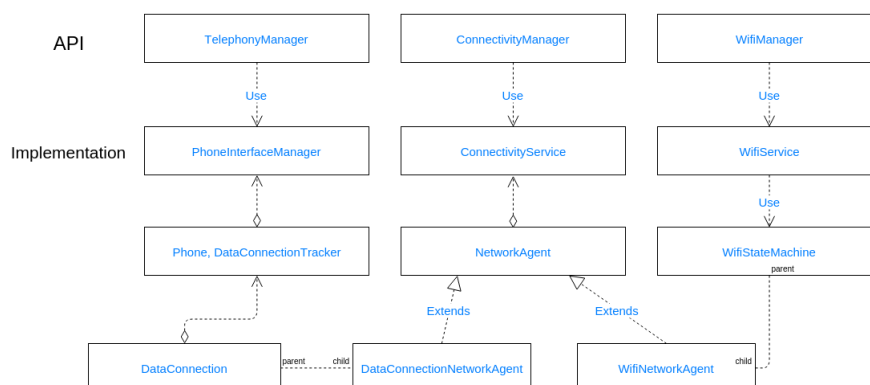 API
TelephonyManager
ConnectivityManager
WifiManager
Use
Use
Use
Implementation
PhoneInterfaceManager
ConnectivityService
WifiService
Use
Phone, DataConnectionTracker
NetworkAgent
WifiStateMachine
parent
Extends
Extends
DataConnection
parent
child
DataConnectionNetworkAgent
WifiNetworkAgent
child